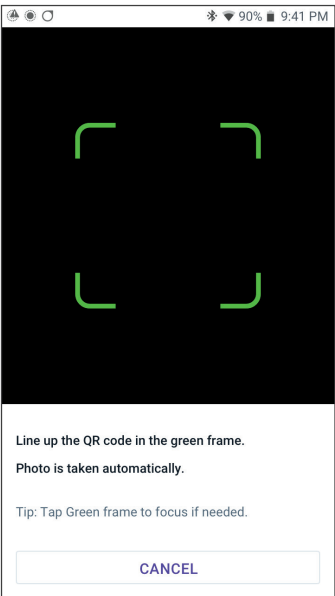 90% 9:41 PM
Line up the QR code in the green frame.
Photo is taken automatically.
Tip: Tap Green frame to focus if needed.
CANCEL